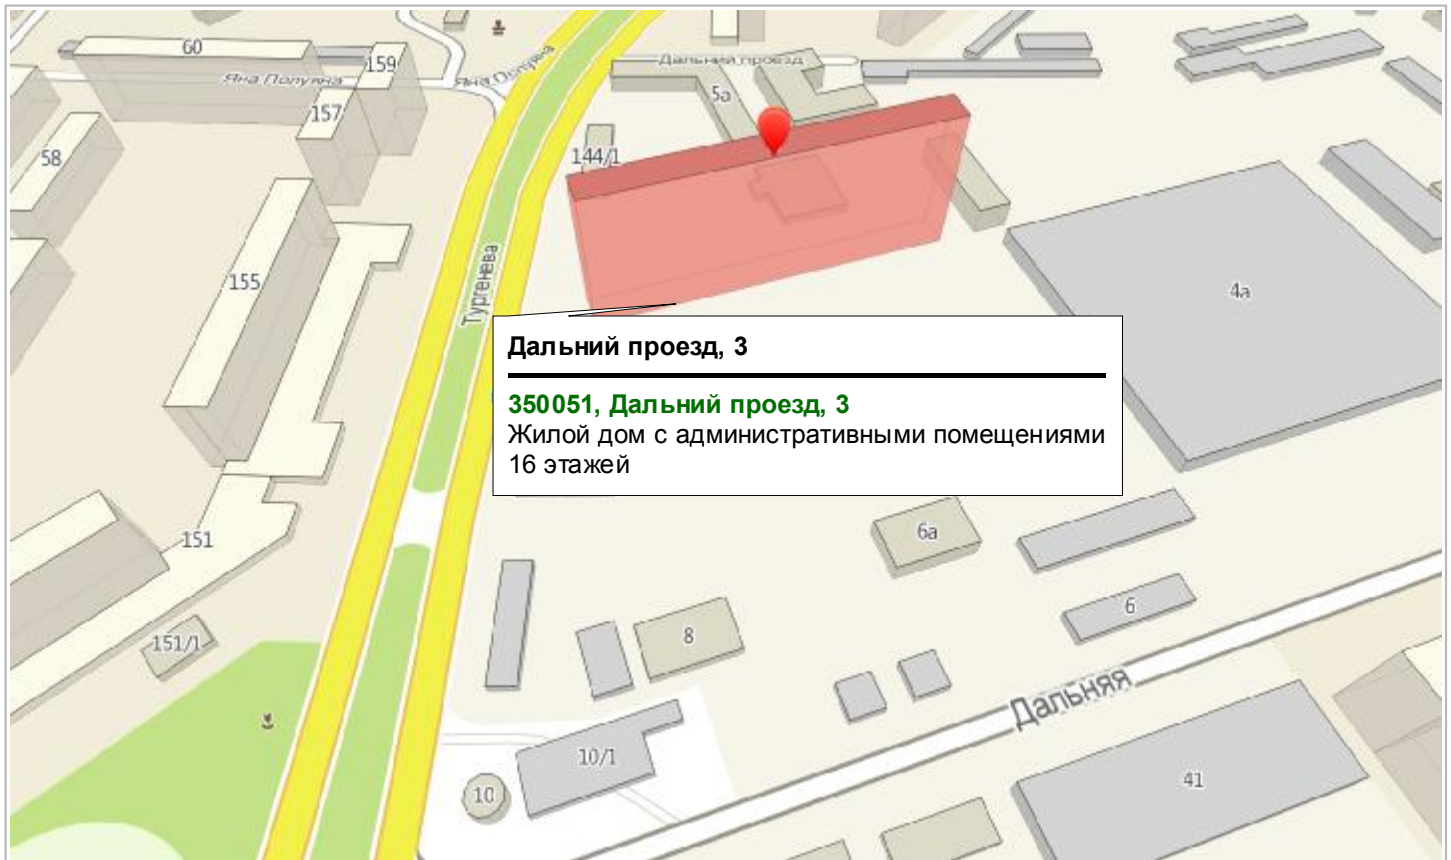 60
159
Яна Полуяна
Яна Полуяна
Дальний проезд
5а
157
58
144/1
155
Тургенева
4а
Дальний проезд, 3
350051, Дальний проезд, 3
Жилой дом с административными помещениями
16 этажей
6а
151
6
8
151/1
Дальняя
10/1
10
41